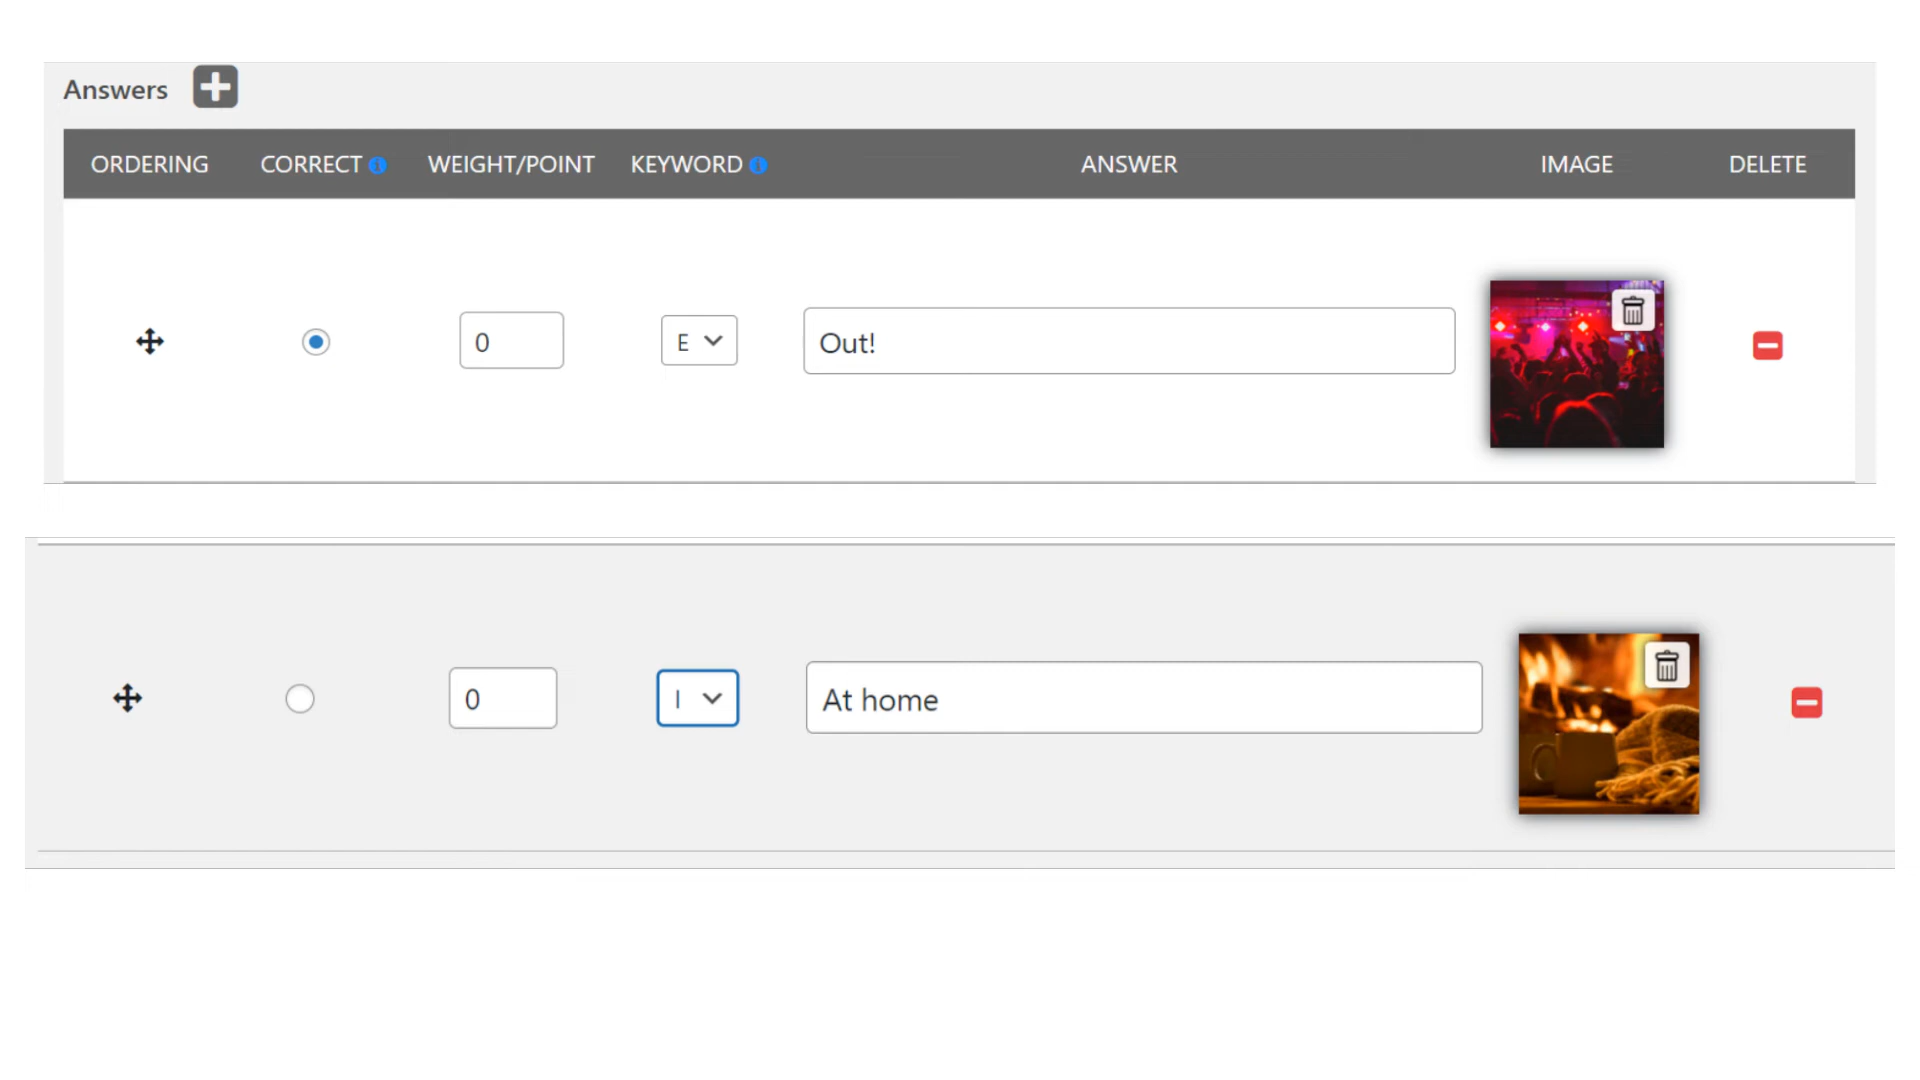 Answers
ORDERING CORRECT WEIGHT/POINT KEYWORD ANSWER IMAGE DELETE
0 E Out!
0 I At home